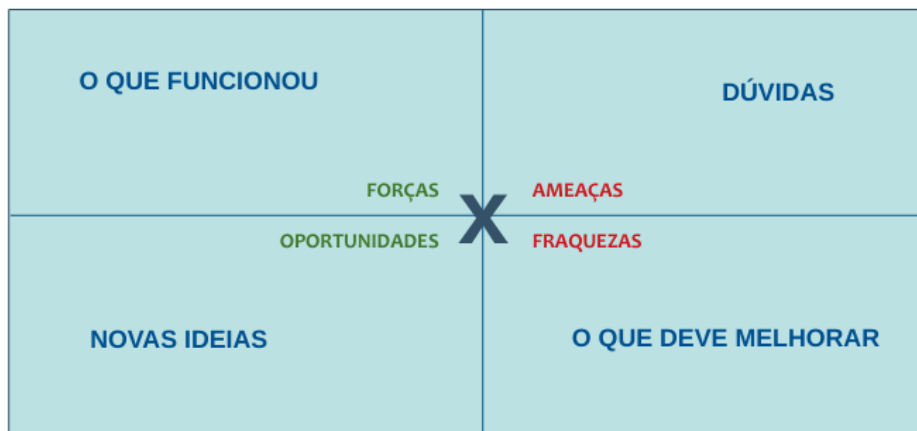 O QUE FUNCIONOU
DÚVIDAS
FORÇAS
AMEAÇAS
X
OPORTUNIDADES
FRAQUEZAS
NOVAS IDEIAS
O QUE DEVE MELHORAR